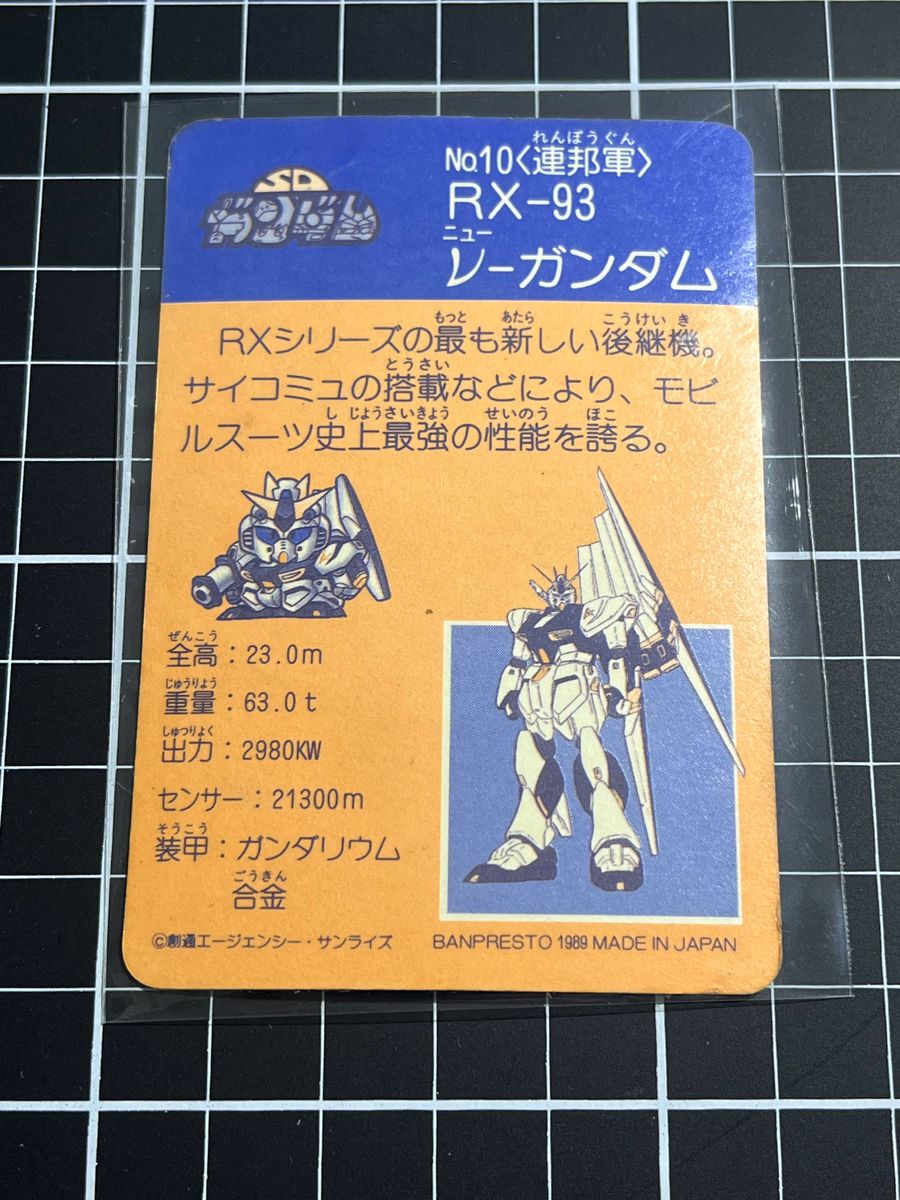 SD
ガンダム
れんぽうぐん
No.10〈連邦軍〉
RX-93
ニュー
ν-ガンダム
もっと あたら こうけい き
RXシリーズの最も新しい後継機。
とうさい
サイコミュの搭載などにより、モビ
し じょうさいきょう せいのう ほこ
ルスーツ史上最強の性能を誇る。
ぜんこう
全高：23.0m
じゅうりょう
重量：63.0t
しゅつりょく
出力：2980KW
センサー：21300m
そうこう
装甲：ガンダリウム
ごうきん
合金
©創通エージェンシー・サンライズ
BANPRESTO 1989 MADE IN JAPAN